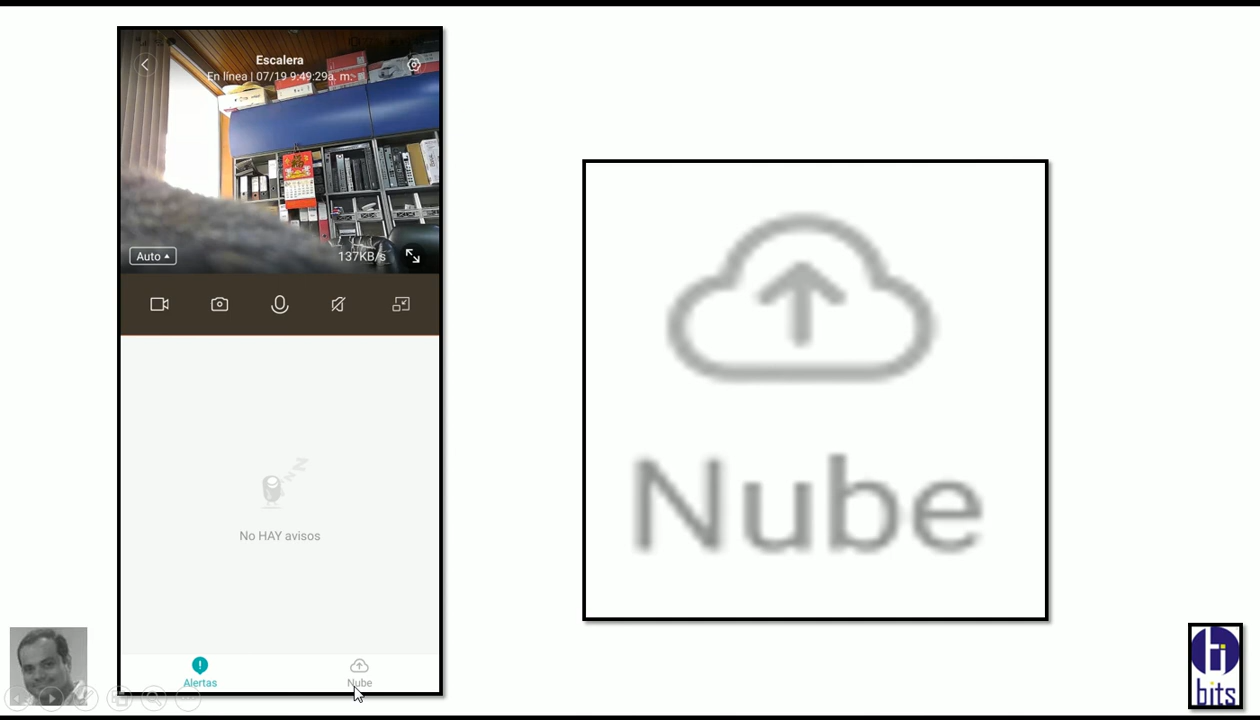 Escalera
En línea | 07/19 9:49:29a. m.
Auto
137KB/s
No HAY avisos
Alertas
Nube
Nube
bits